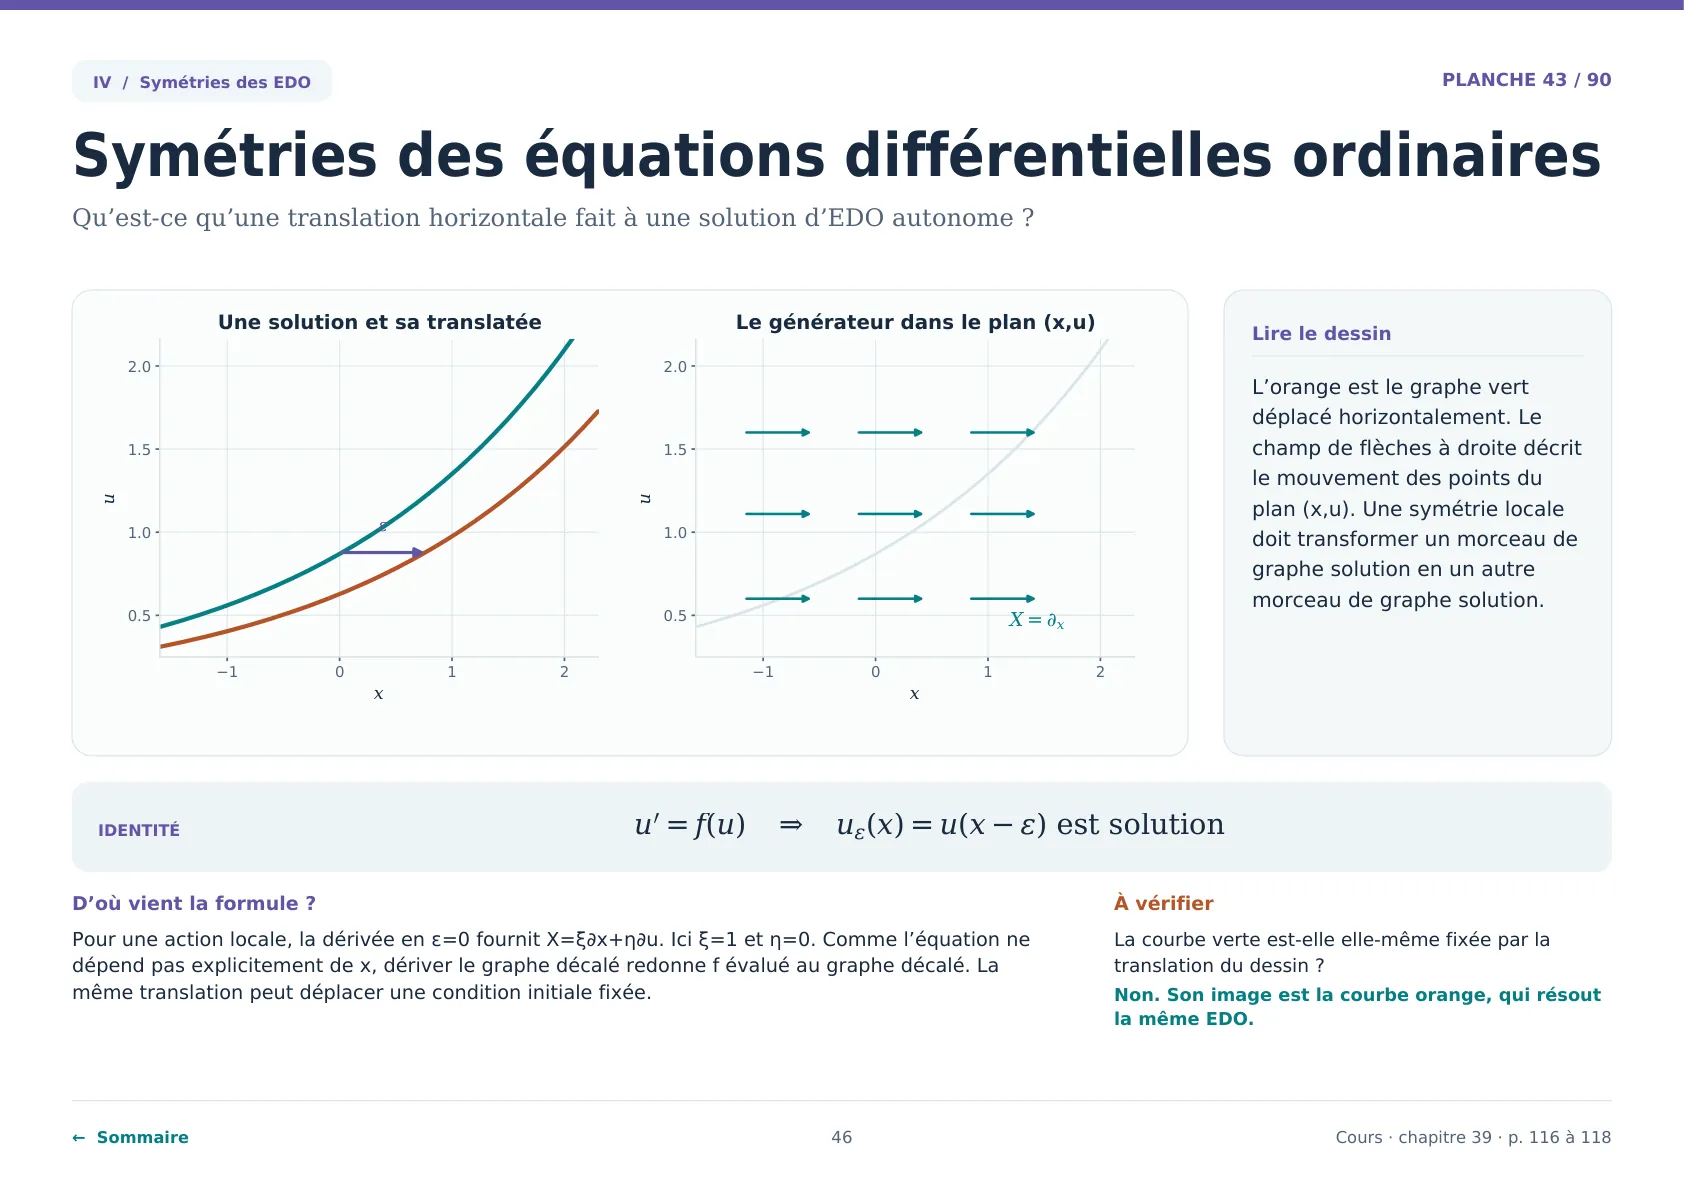 IV / Symétries des EDO
PLANCHE 43 / 90
Symétries des équations différentielles ordinaires
Qu’est-ce qu’une translation horizontale fait à une solution d’EDO autonome ?
Une solution et sa translatée
2.0
1.5
1.0
0.5
u
ε
−1 0 1 2
x
Le générateur dans le plan (x,u)
2.0
1.5
1.0
0.5
u
X = ∂ₓ
−1 0 1 2
x
Lire le dessin
L’orange est le graphe vert
déplacé horizontalement. Le
champ de flèches à droite décrit
le mouvement des points du
plan (x,u). Une symétrie locale
doit transformer un morceau de
graphe solution en un autre
morceau de graphe solution.
IDENTITÉ
u′ = f(u) ⇒ u_ε(x) = u(x − ε) est solution
D’où vient la formule ?
Pour une action locale, la dérivée en ε=0 fournit X=ξ∂x+η∂u. Ici ξ=1 et η=0. Comme l’équation ne
dépend pas explicitement de x, dériver le graphe décalé redonne f évalué au graphe décalé. La
même translation peut déplacer une condition initiale fixée.
À vérifier
La courbe verte est-elle elle-même fixée par la
translation du dessin ?
Non. Son image est la courbe orange, qui résout
la même EDO.
← Sommaire
46
Cours · chapitre 39 · p. 116 à 118